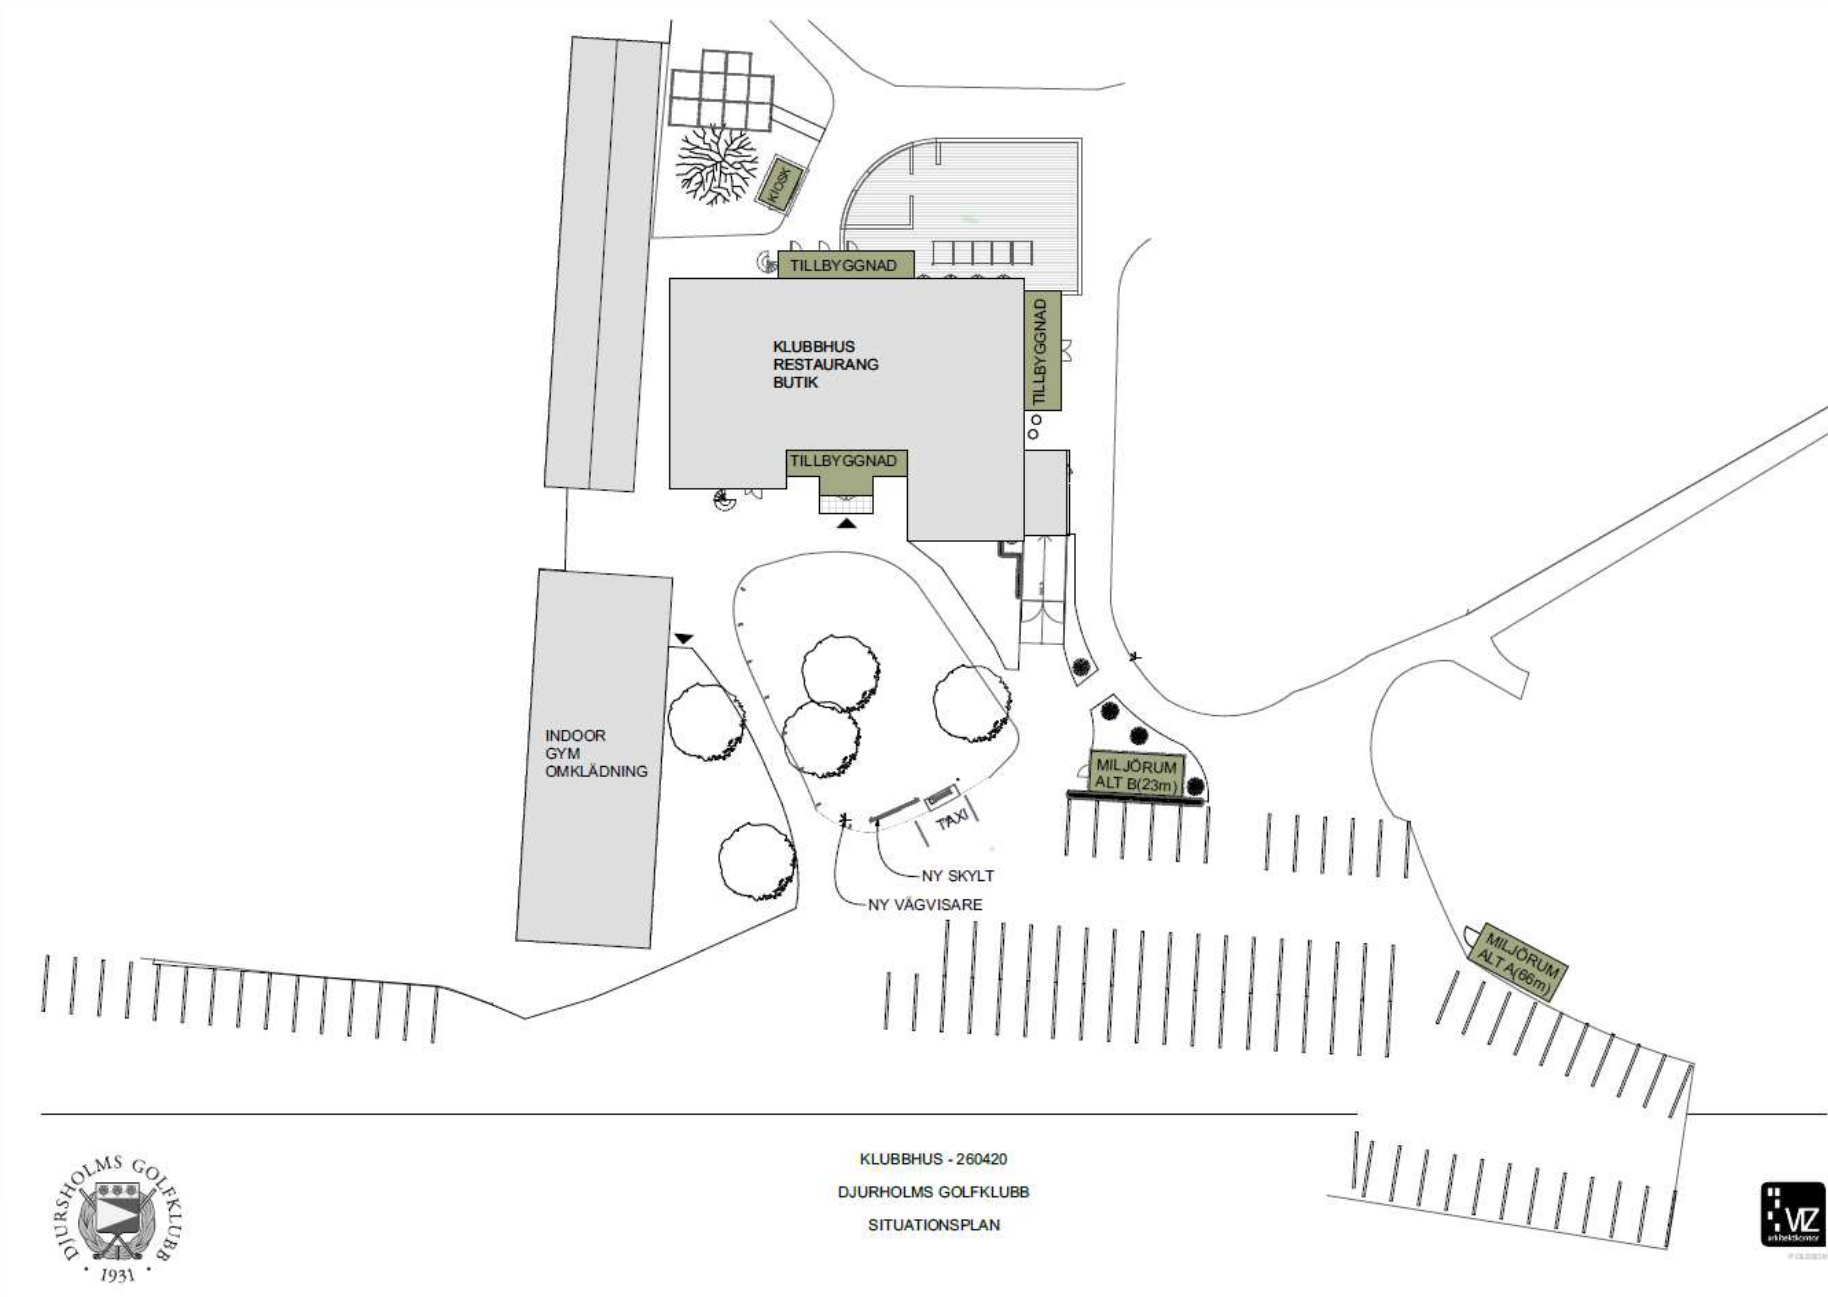 KIOSK
TILLBYGGNAD
TILLBYGGNAD
KLUBBHUS
RESTAURANG
BUTIK
TILLBYGGNAD
INDOOR
GYM
OMKLÄDNING
MILJÖRUM
ALT B(23m)
TAXI
NY SKYLT
NY VÄGVISARE
MILJÖRUM
ALT A(66m)
KLUBBHUS - 260420
DJURHOLMS GOLFKLUBB
SITUATIONSPLAN
DJURSHOLMS GOLFKLUBB
· 1931 ·
VIZ
arkitektkontor